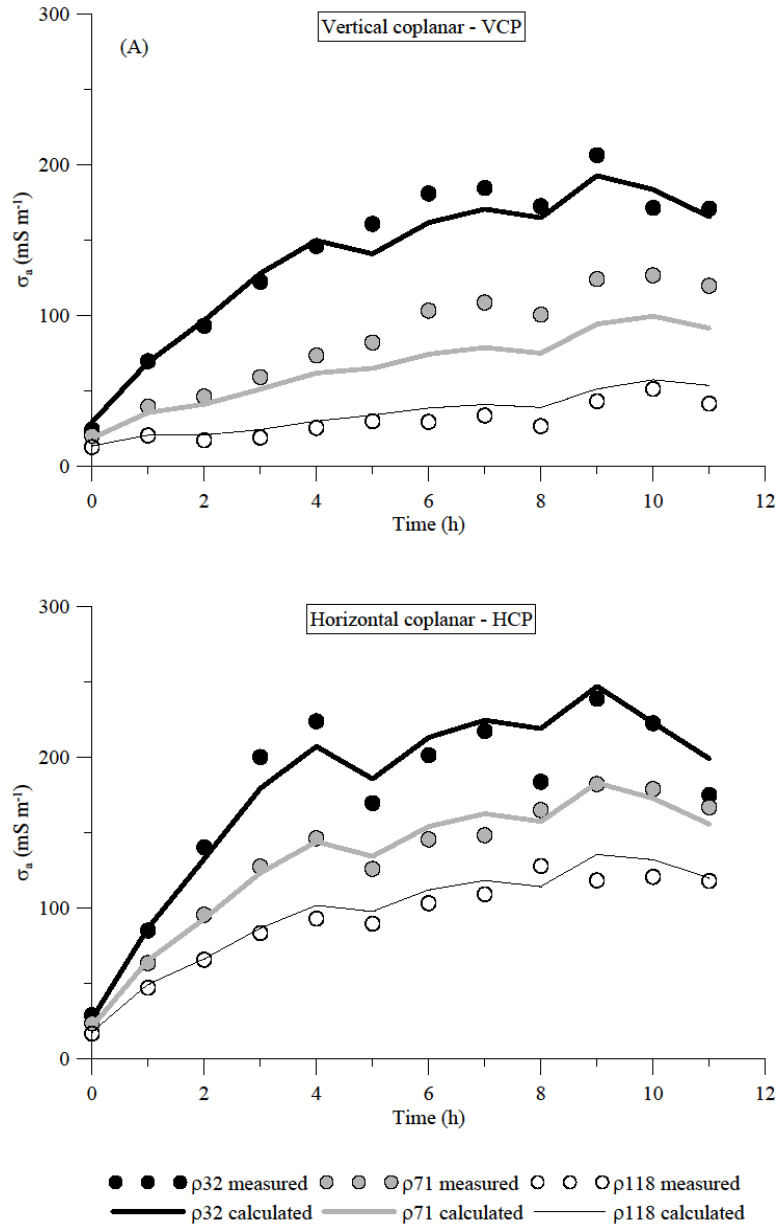 Vertical coplanar - VCP
(A)
300
200
100
0
σa (mS m-1)
0 2 4 6 8 10 12
Time (h)
Horizontal coplanar - HCP
300
200
100
0
σa (mS m-1)
0 2 4 6 8 10 12
Time (h)
ρ32 measured ρ71 measured ρ118 measured
ρ32 calculated ρ71 calculated ρ118 calculated